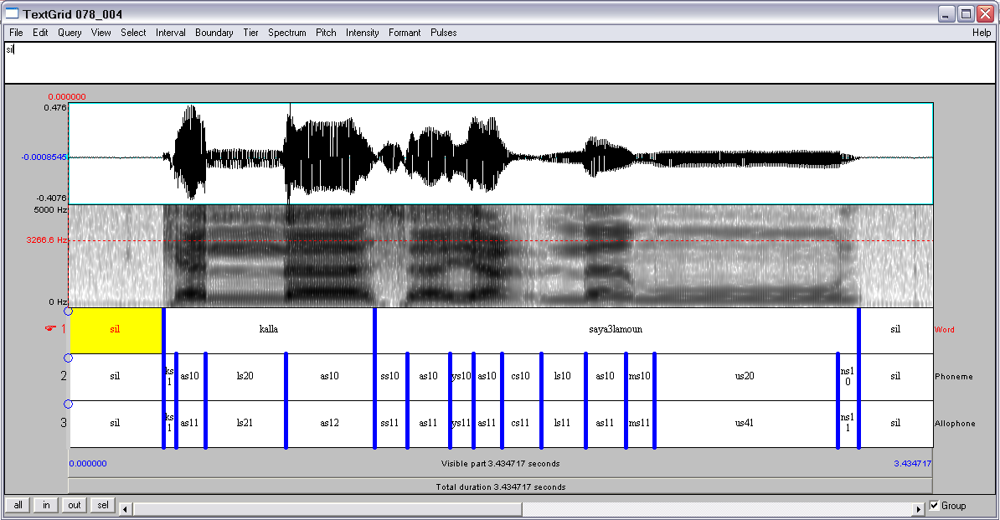 TextGrid 078_004
File Edit Query View Select Interval Boundary Tier Spectrum Pitch Intensity Formant Pulses Help
sil
0.000000
0.476
-0.0008545
-0.4076
5000 Hz
3266.6 Hz
0 Hz
1 sil kalla saya3lamoun sil Word
2 sil ks1 as10 ls20 as10 ss10 as10 ys10 as10 cs10 ls10 as10 ms10 us20 ns10 sil Phoneme
3 sil ks1 as11 ls21 as12 ss11 as11 ys11 as11 cs11 ls11 as11 ms11 us41 ns11 sil Allophone
0.000000 Visible part 3.434717 seconds 3.434717
Total duration 3.434717 seconds
all in out sel Group